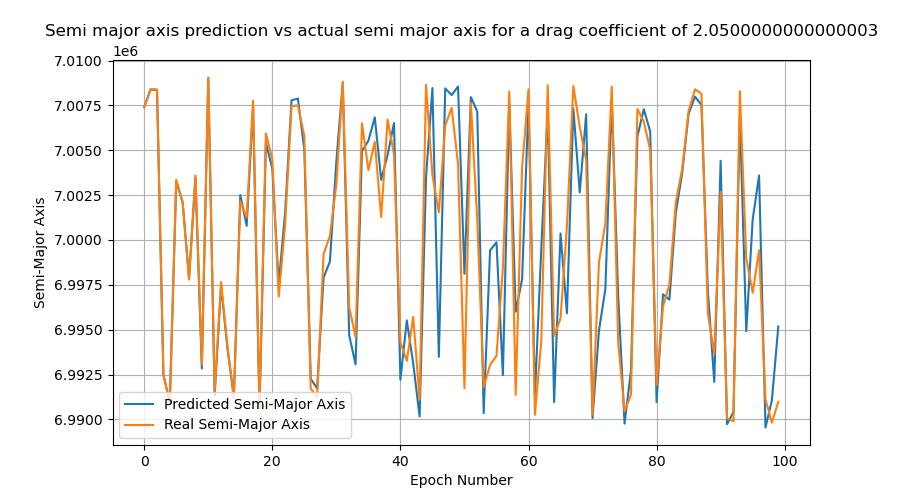 Semi major axis prediction vs actual semi major axis for a drag coefficient of 2.0500000000000003
1e6
7.0100
7.0075
7.0050
7.0025
7.0000
6.9975
6.9950
6.9925
6.9900
Semi-Major Axis
Predicted Semi-Major Axis
Real Semi-Major Axis
0 20 40 60 80 100
Epoch Number